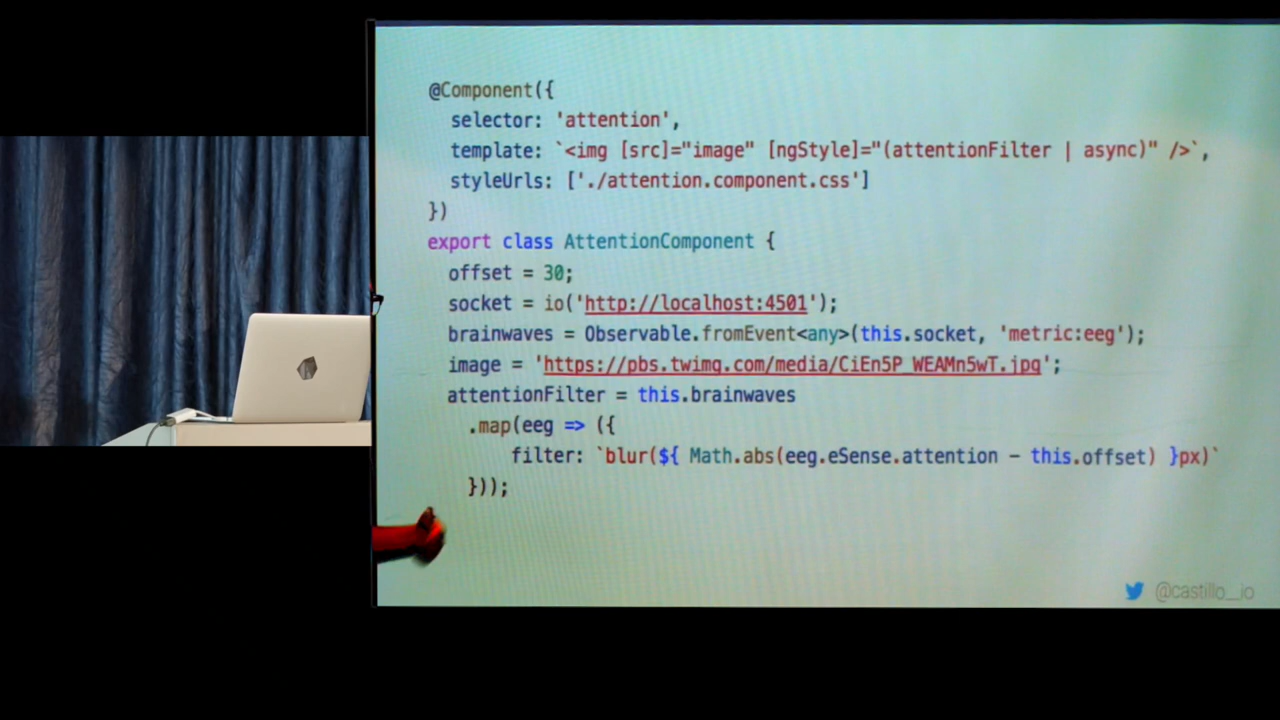 @Component({
selector: 'attention',
template: `<img [src]="image" [ngStyle]="(attentionFilter | async)" />`,
styleUrls: ['./attention.component.css']
})
export class AttentionComponent {
offset = 30;
socket = io('http://localhost:4501');
brainwaves = Observable.fromEvent<any>(this.socket, 'metric:eeg');
image = 'https://pbs.twimg.com/media/CiEn5P_WEAMn5wT.jpg';
attentionFilter = this.brainwaves
.map(eeg => ({
filter: `blur(${ Math.abs(eeg.eSense.attention - this.offset) }px)`
}));
@castillo__io